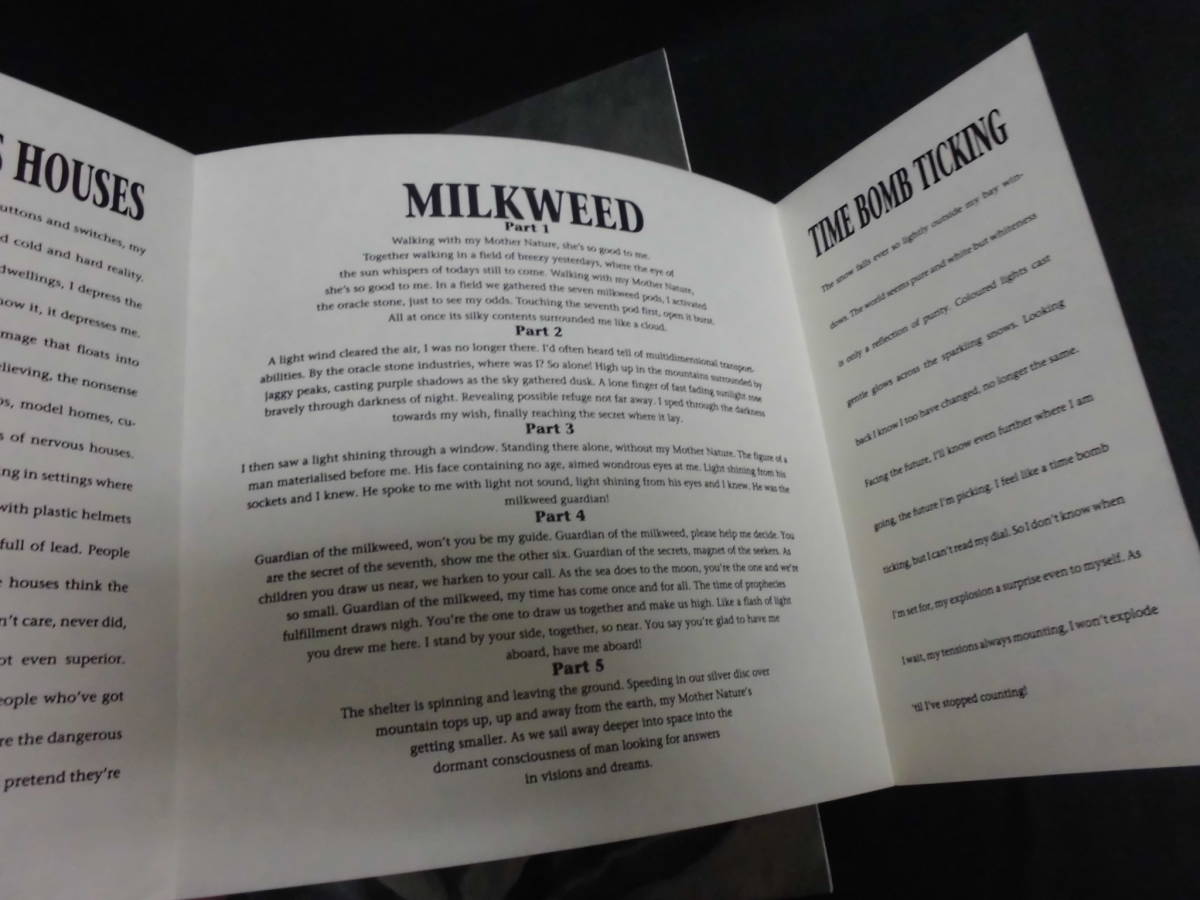 S HOUSES
uttons and switches, my
d cold and hard reality.
dwellings, I depress the
now it, it depresses me.
mage that floats into
elieving, the nonsense
os, model homes, cu-
s of nervous houses.
ng in settings where
with plastic helmets
full of lead. People
e houses think the
n't care, never did,
ot even superior.
eople who've got
re the dangerous
pretend they're
MILKWEED
Part 1
Walking with my Mother Nature, she's so good to me.
Together walking in a field of breezy yesterdays, where the eye of
the sun whispers of todays still to come. Walking with my Mother Nature,
she's so good to me. In a field we gathered the seven milkweed pods, I activated
the oracle stone, just to see my odds. Touching the seventh pod first, open it burst.
All at once its silky contents surrounded me like a cloud.
Part 2
A light wind cleared the air, I was no longer there. I'd often heard tell of multidimensional transport,
abilities. By the oracle stone industries, where was I? So alone! High up in the mountains surrounded by
jaggy peaks, casting purple shadows as the sky gathered dusk. A lone finger of fast fading sunlight rose
bravely through darkness of night. Revealing possible refuge not far away. I sped through the darkness
towards my wish, finally reaching the secret where it lay.
Part 3
I then saw a light shining through a window. Standing there alone, without my Mother Nature. The figure of a
man materialised before me. His face containing no age, aimed wondrous eyes at me. Light shining from his
sockets and I knew. He spoke to me with light not sound, light shining from his eyes and I knew. He was the
milkweed guardian!
Part 4
Guardian of the milkweed, won't you be my guide. Guardian of the milkweed, please help me decide. You
are the secret of the seventh, show me the other six. Guardian of the secrets, magnet of the seekers. As
children you draw us near, we harken to your call. As the sea does to the moon, you're the one and we're
so small. Guardian of the milkweed, my time has come once and for all. The time of prophecies
fulfillment draws nigh. You're the one to draw us together and make us high. Like a flash of light
you drew me here. I stand by your side, together, so near. You say you're glad to have me
aboard, have me aboard!
Part 5
The shelter is spinning and leaving the ground. Speeding in our silver disc over
mountain tops up, up and away from the earth, my Mother Nature's
getting smaller. As we sail away deeper into space into the
dormant consciousness of man looking for answers
in visions and dreams.
TIME BOMB TICKING
The snow falls ever so lightly outside my bay win-
dows. The world seems pure and white but whiteness
is only a reflection of purity. Coloured lights cast
gentle glows across the sparkling snows. Looking
back I know I too have changed, no longer the same.
Facing the future, I'll know even further where I am
going, the future I'm picking. I feel like a time bomb
ticking, but I can't read my dial. So I don't know when
I'm set for, my explosion a surprise even to myself. As
I wait, my tensions always mounting, I won't explode
'til I've stopped counting!